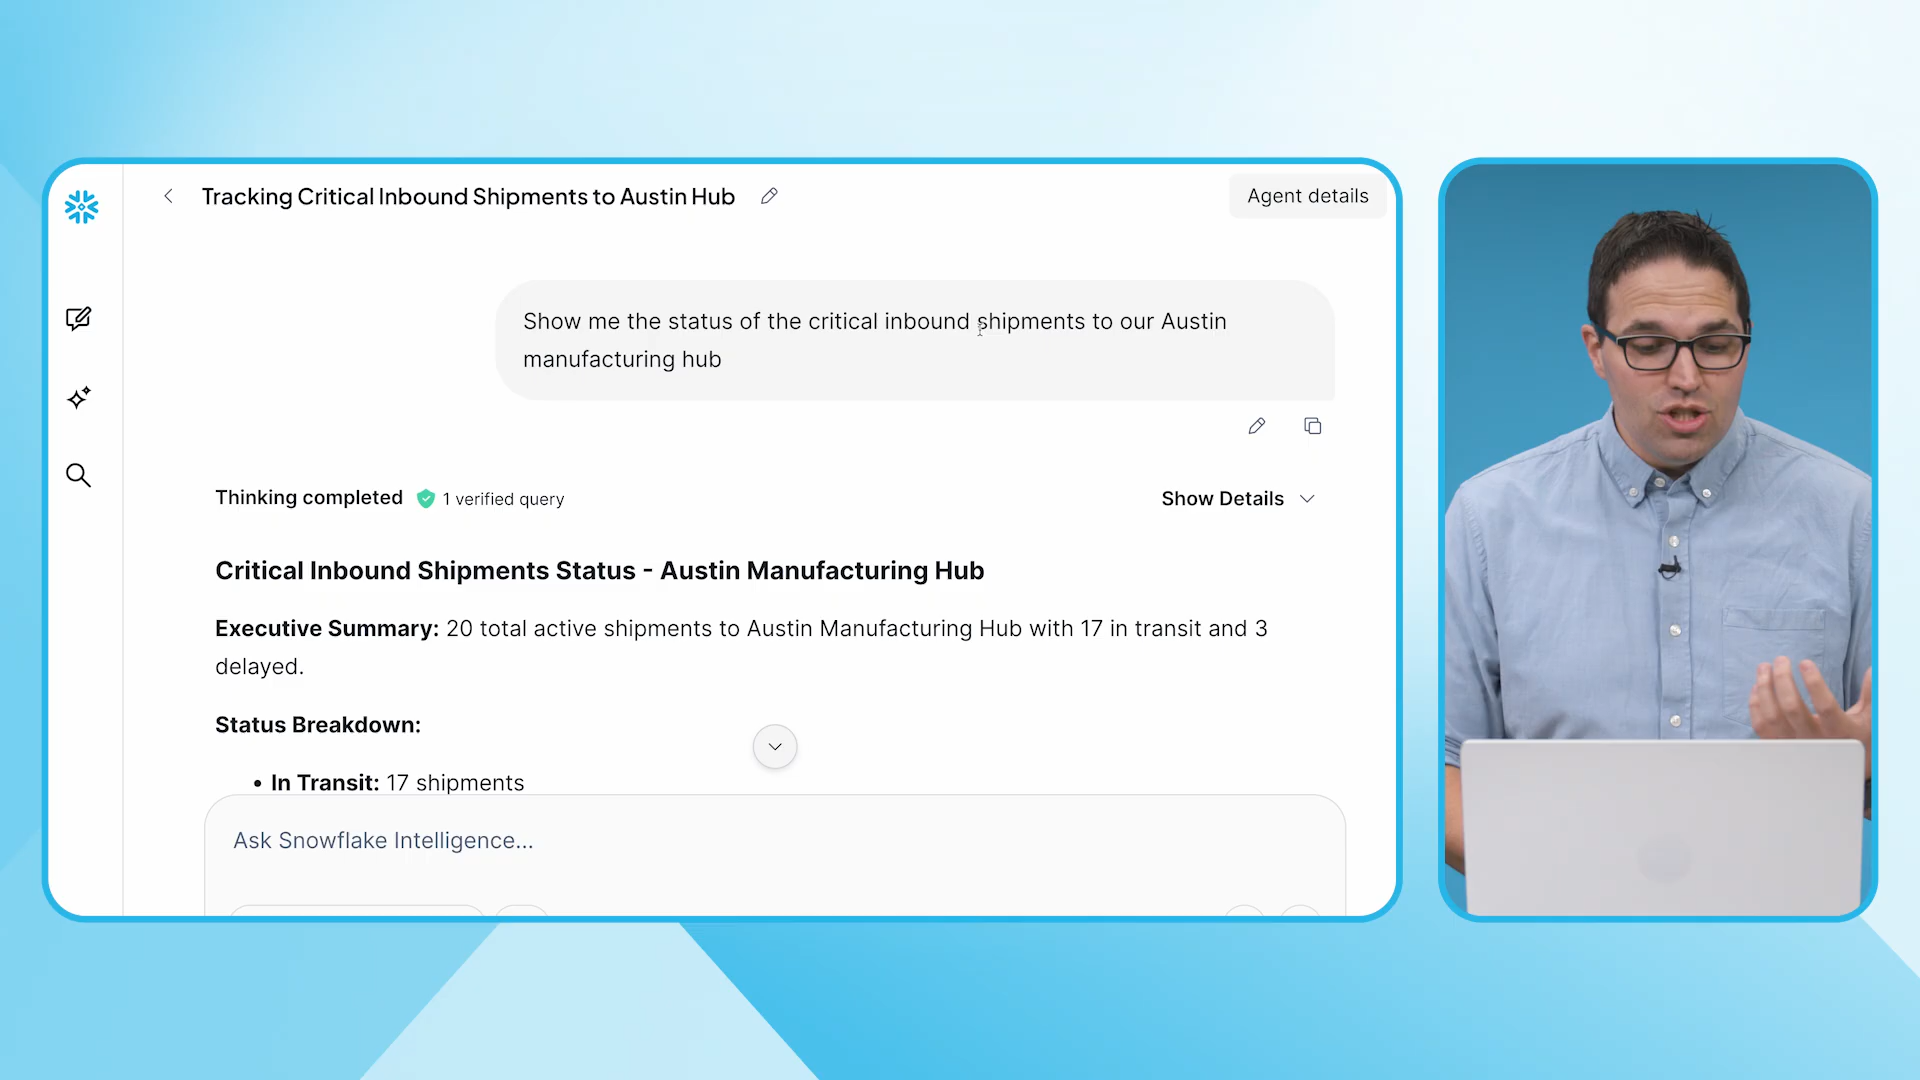 Tracking Critical Inbound Shipments to Austin Hub
Agent details
Show me the status of the critical inbound shipments to our Austin
manufacturing hub
Thinking completed
1 verified query
Show Details
Critical Inbound Shipments Status - Austin Manufacturing Hub
Executive Summary: 20 total active shipments to Austin Manufacturing Hub with 17 in transit and 3
delayed.
Status Breakdown:
• In Transit: 17 shipments
Ask Snowflake Intelligence...